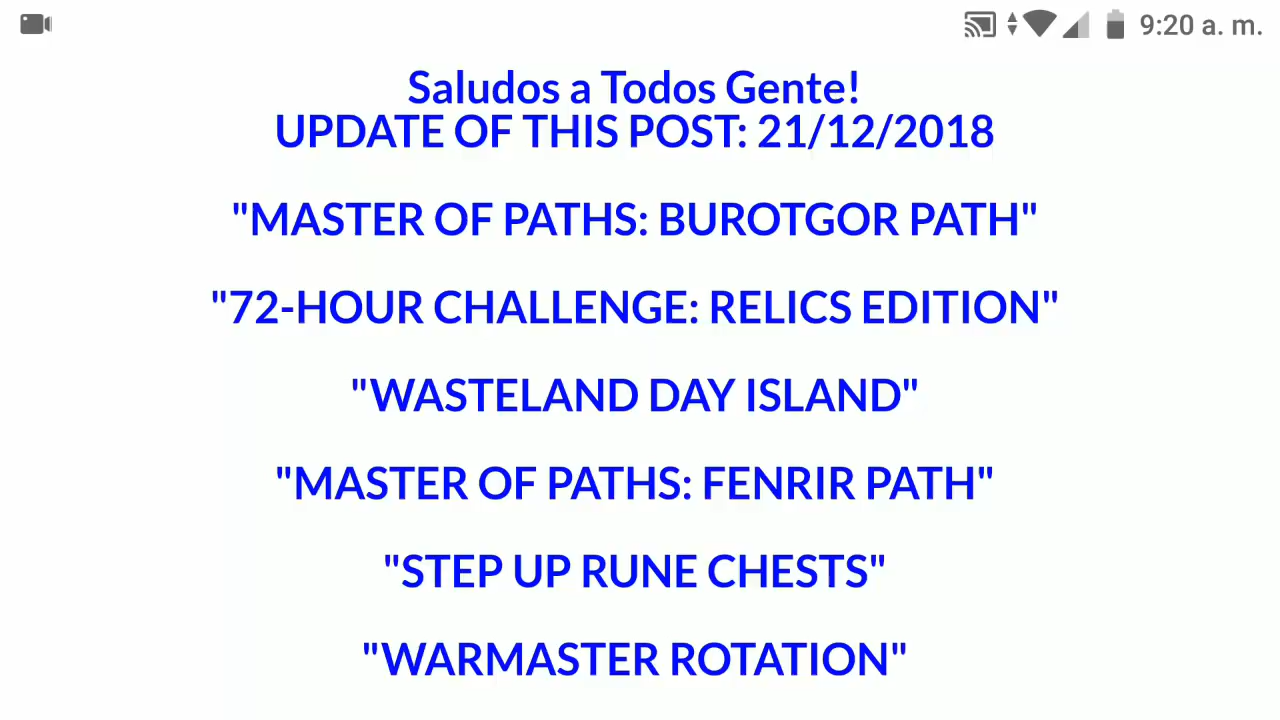 9:20 a. m.
Saludos a Todos Gente!
UPDATE OF THIS POST: 21/12/2018
"MASTER OF PATHS: BUROTGOR PATH"
"72-HOUR CHALLENGE: RELICS EDITION"
"WASTELAND DAY ISLAND"
"MASTER OF PATHS: FENRIR PATH"
"STEP UP RUNE CHESTS"
"WARMASTER ROTATION"